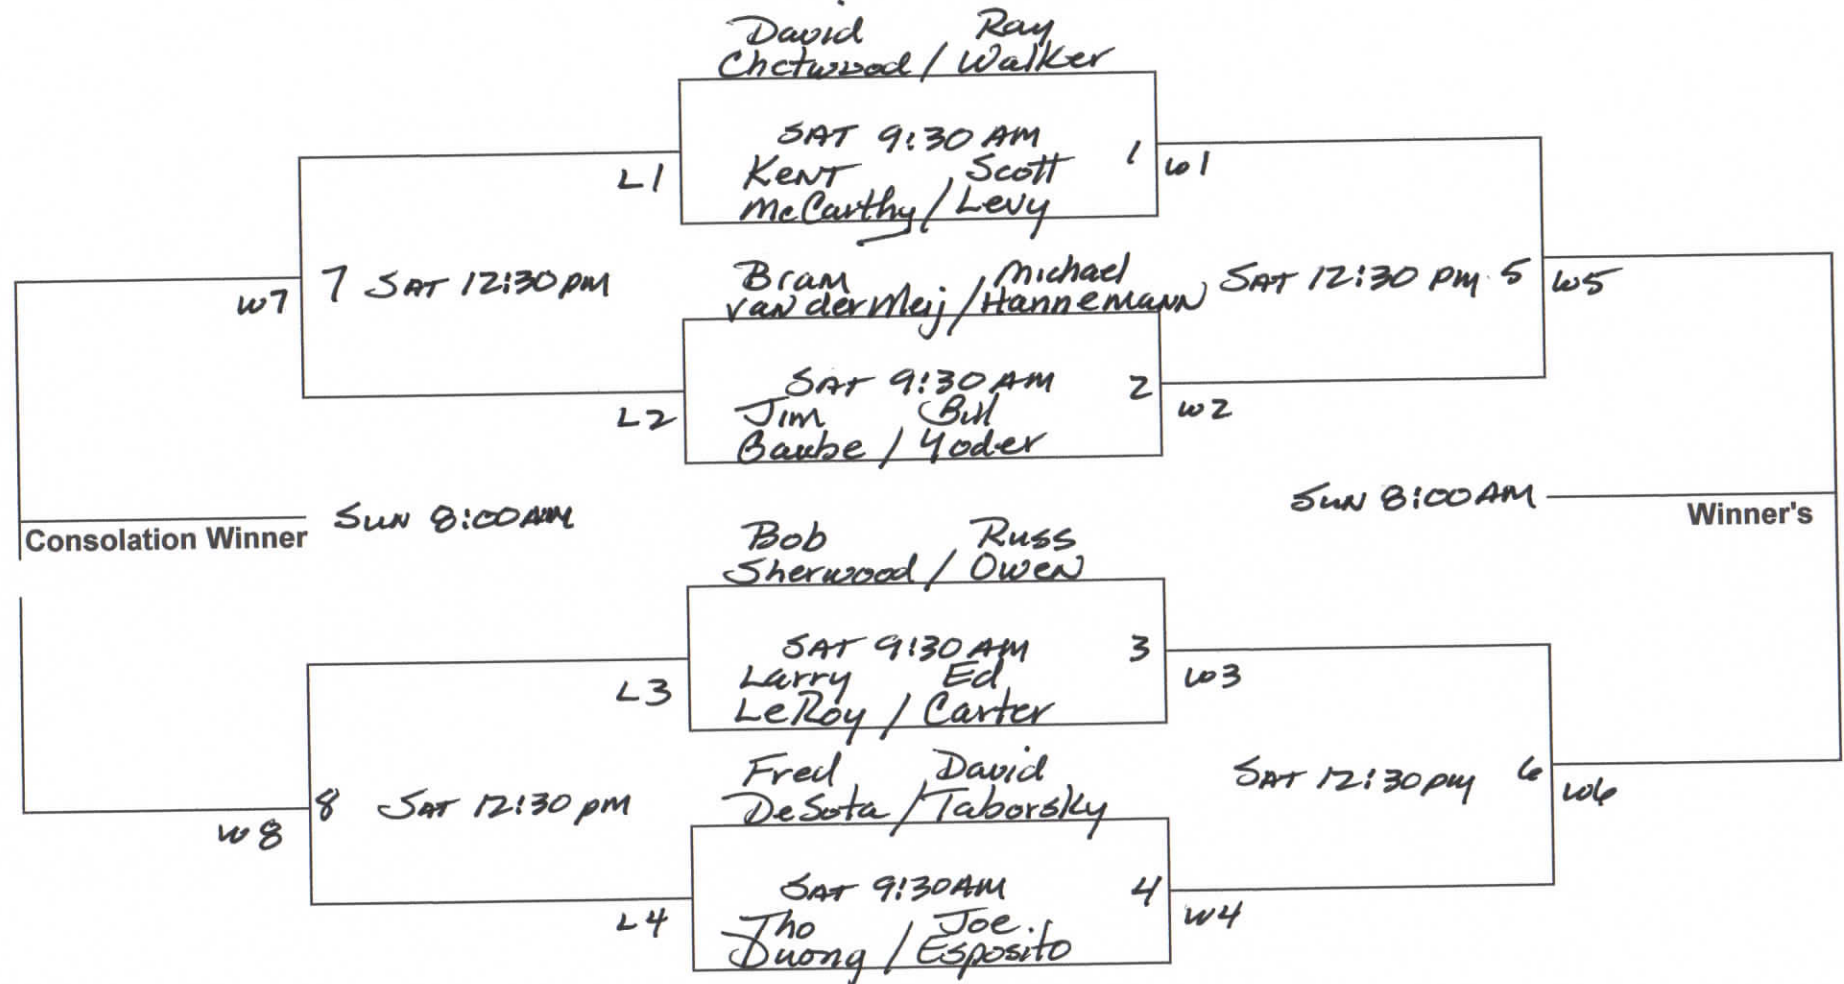 David Ray
Chetwood / Walker
SAT 9:30 AM
Kent Scott
McCarthy / Levy
1
L1
W1
Bram Michael
van der Meij / Hannemann
7 SAT 12:30 pm
SAT 12:30 pm 5
W7
W5
SAT 9:30 AM
Jim Bill
Baube / Yoder
2
L2
W2
Consolation Winner
SUN 8:00 AM
SUN 8:00 AM
Winner's
Bob Russ
Sherwood / Owen
SAT 9:30 AM
Larry Ed
LeRoy / Carter
3
L3
W3
Fred David
DeSota / Taborsky
8 SAT 12:30 pm
SAT 12:30 pm 6
W8
W6
SAT 9:30 AM
Tho Joe
Duong / Esposito
4
L4
W4